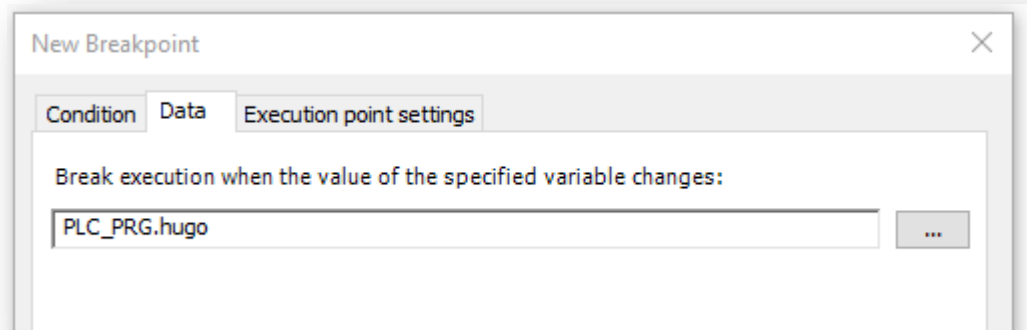 New Breakpoint
Condition Data Execution point settings
Break execution when the value of the specified variable changes:
PLC_PRG.hugo ...